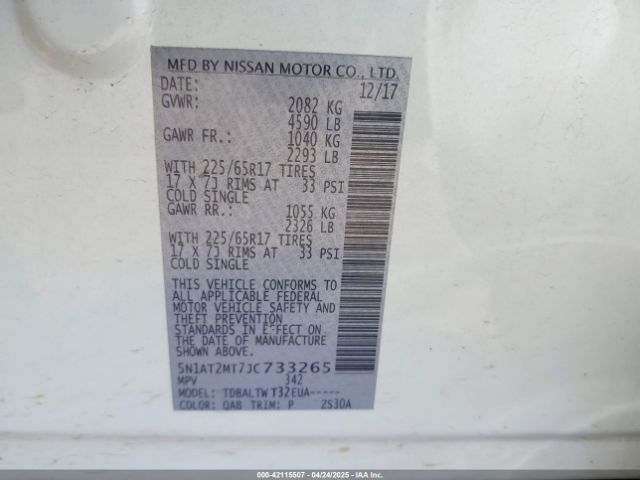 MFD BY NISSAN MOTOR CO., LTD.
DATE: 12/17
GVWR: 2082 KG
4590 LB
GAWR FR.: 1040 KG
2293 LB
WITH 225/65R17 TIRES
17 X 7J RIMS AT 33 PSI
COLD SINGLE
GAWR RR.: 1055 KG
2326 LB
WITH 225/65R17 TIRES
17 X 7J RIMS AT 33 PSI
COLD SINGLE
THIS VEHICLE CONFORMS TO
ALL APPLICABLE FEDERAL
MOTOR VEHICLE SAFETY AND
THEFT PREVENTION
STANDARDS IN EFFECT ON
THE DATE OF MANUFACTURE
SHOWN ABOVE.
5N1AT2MT7JC733265
MPV 342
MODEL: TDBALTWT32EUA-----
COLOR: QAB TRIM: P ZS30A
000-42115507 - 04/24/2025 - IAAI